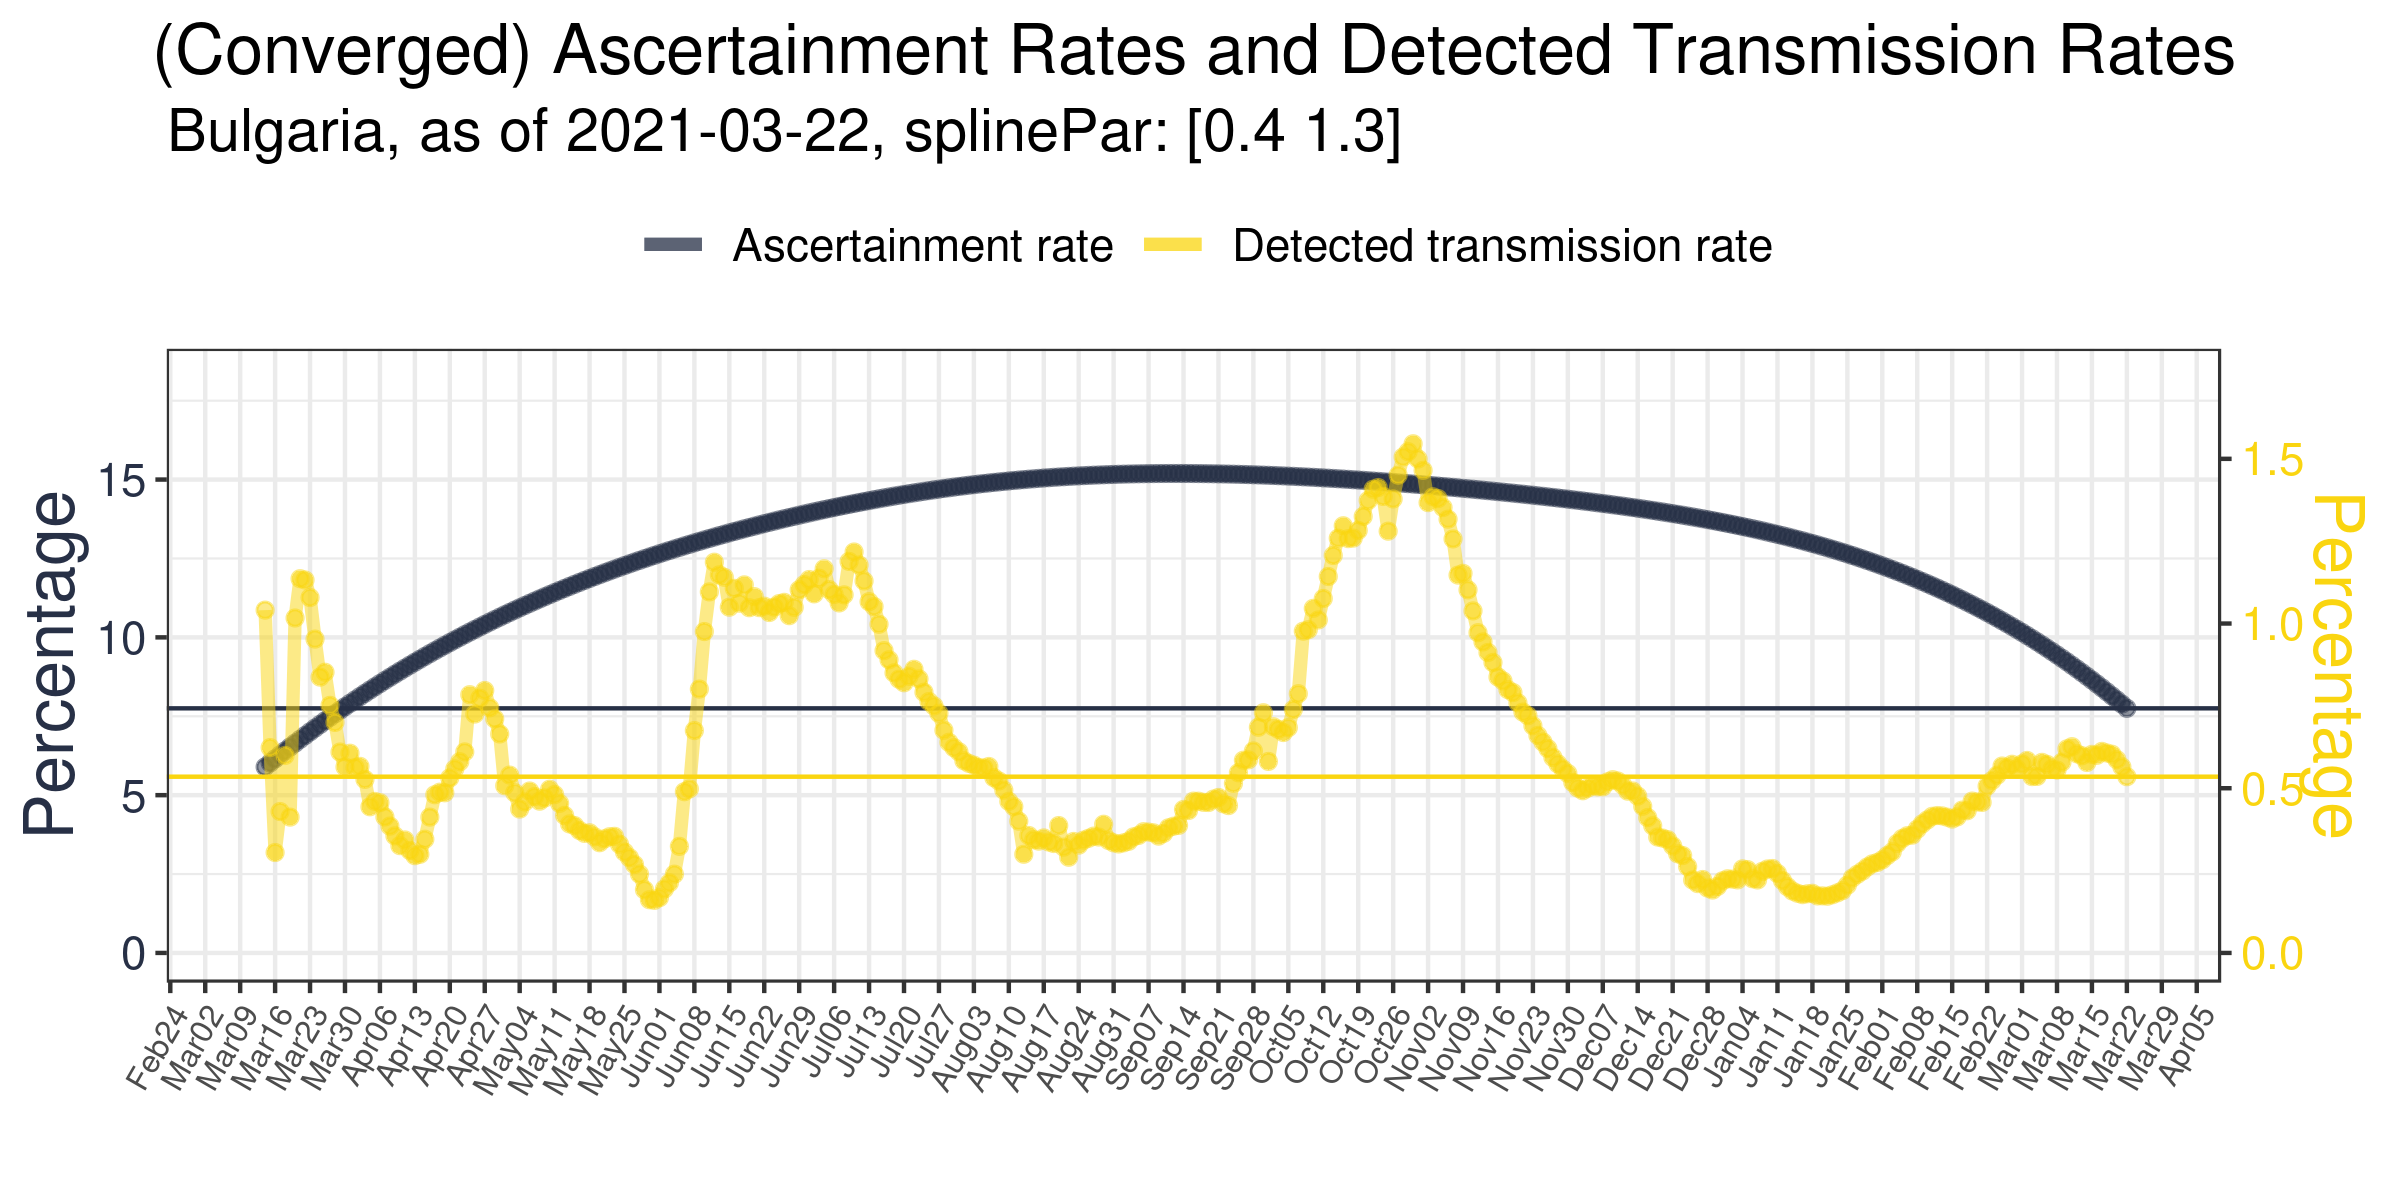 (Converged) Ascertainment Rates and Detected Transmission Rates
Bulgaria, as of 2021-03-22, splinePar: [0.4 1.3]
Ascertainment rate
Detected transmission rate
Percentage
15
10
5
0
1.5
1.0
0.5
0.0
Percentage
Feb24
Mar02
Mar09
Mar16
Mar23
Mar30
Apr06
Apr13
Apr20
Apr27
May04
May11
May18
May25
Jun01
Jun08
Jun15
Jun22
Jun29
Jul06
Jul13
Jul20
Jul27
Aug03
Aug10
Aug17
Aug24
Aug31
Sep07
Sep14
Sep21
Sep28
Oct05
Oct12
Oct19
Oct26
Nov02
Nov09
Nov16
Nov23
Nov30
Dec07
Dec14
Dec21
Dec28
Jan04
Jan11
Jan18
Jan25
Feb01
Feb08
Feb15
Feb22
Mar01
Mar08
Mar15
Mar22
Mar29
Apr05